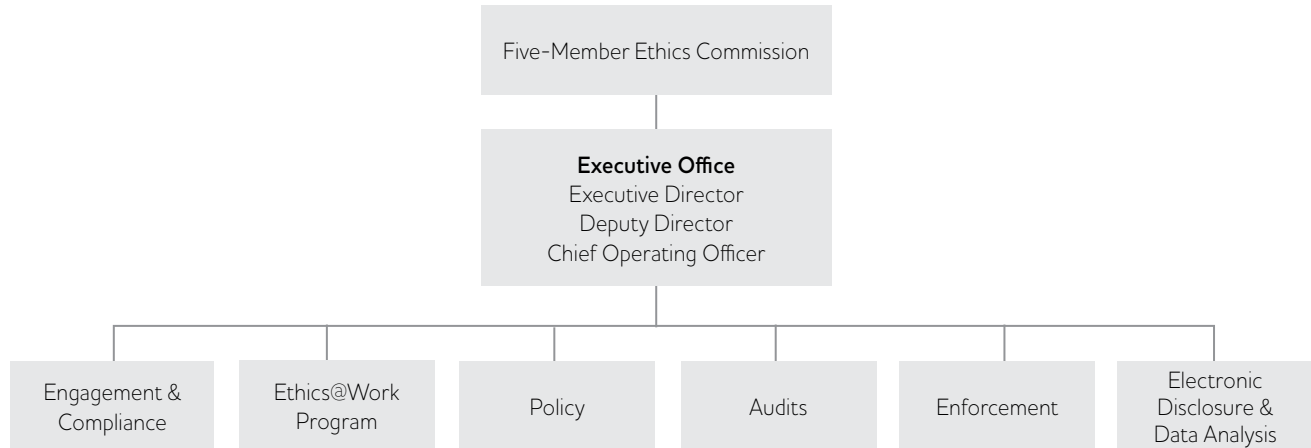 Five-Member Ethics Commission
Executive Office
Executive Director
Deputy Director
Chief Operating Officer
Engagement &
Compliance
Ethics@Work
Program
Policy
Audits
Enforcement
Electronic
Disclosure &
Data Analysis